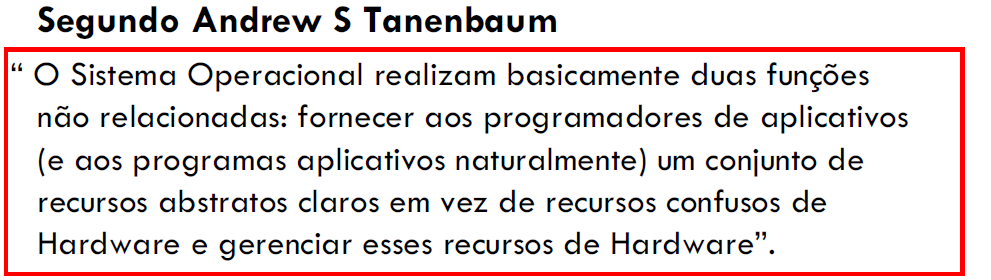 Segundo Andrew S Tanenbaum
“ O Sistema Operacional realizam basicamente duas funções
não relacionadas: fornecer aos programadores de aplicativos
(e aos programas aplicativos naturalmente) um conjunto de
recursos abstratos claros em vez de recursos confusos de
Hardware e gerenciar esses recursos de Hardware”.